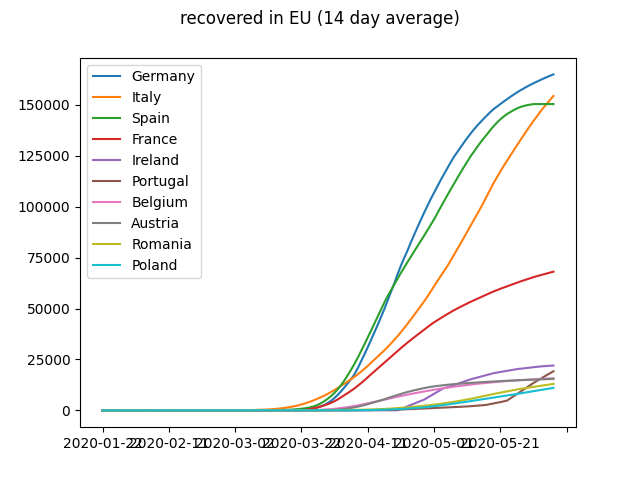 recovered in EU (14 day average)
Germany
Italy
Spain
France
Ireland
Portugal
Belgium
Austria
Romania
Poland
150000
125000
100000
75000
50000
25000
0
2020-01-22 2020-02-11 2020-03-02 2020-03-22 2020-04-11 2020-05-01 2020-05-21